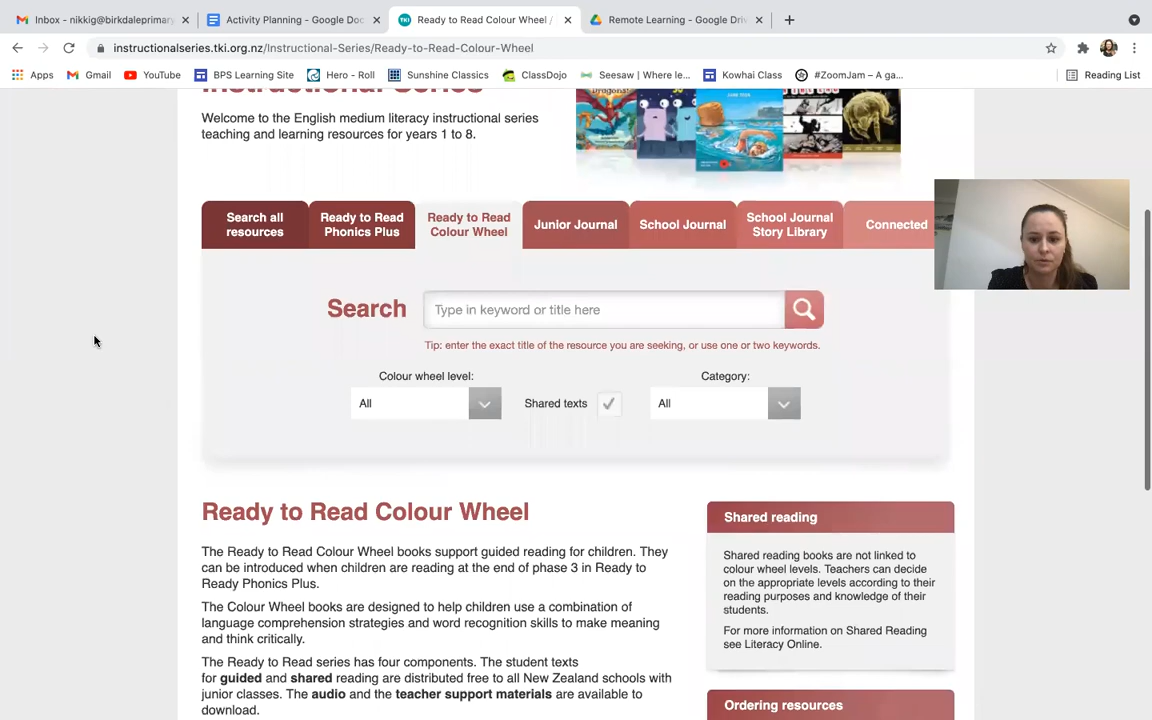 Inbox - nikkig@birkdaleprimary
Activity Planning - Google Doc
Ready to Read Colour Wheel /
Remote Learning - Google Driv
instructionalseries.tki.org.nz/Instructional-Series/Ready-to-Read-Colour-Wheel
Apps
Gmail
YouTube
BPS Learning Site
Hero - Roll
Sunshine Classics
ClassDojo
Seesaw | Where le...
Kowhai Class
#ZoomJam – A ga...
Reading List
Instructional Series
Welcome to the English medium literacy instructional series
teaching and learning resources for years 1 to 8.
Search all
resources
Ready to Read
Phonics Plus
Ready to Read
Colour Wheel
Junior Journal
School Journal
School Journal
Story Library
Connected
Search
Type in keyword or title here
Tip: enter the exact title of the resource you are seeking, or use one or two keywords.
Colour wheel level:
All
Shared texts
Category:
All
Ready to Read Colour Wheel
The Ready to Read Colour Wheel books support guided reading for children. They
can be introduced when children are reading at the end of phase 3 in Ready to
Ready Phonics Plus.
The Colour Wheel books are designed to help children use a combination of
language comprehension strategies and word recognition skills to make meaning
and think critically.
The Ready to Read series has four components. The student texts
for guided and shared reading are distributed free to all New Zealand schools with
junior classes. The audio and the teacher support materials are available to
download.
Shared reading
Shared reading books are not linked to
colour wheel levels. Teachers can decide
on the appropriate levels according to their
reading purposes and knowledge of their
students.
For more information on Shared Reading
see Literacy Online.
Ordering resources